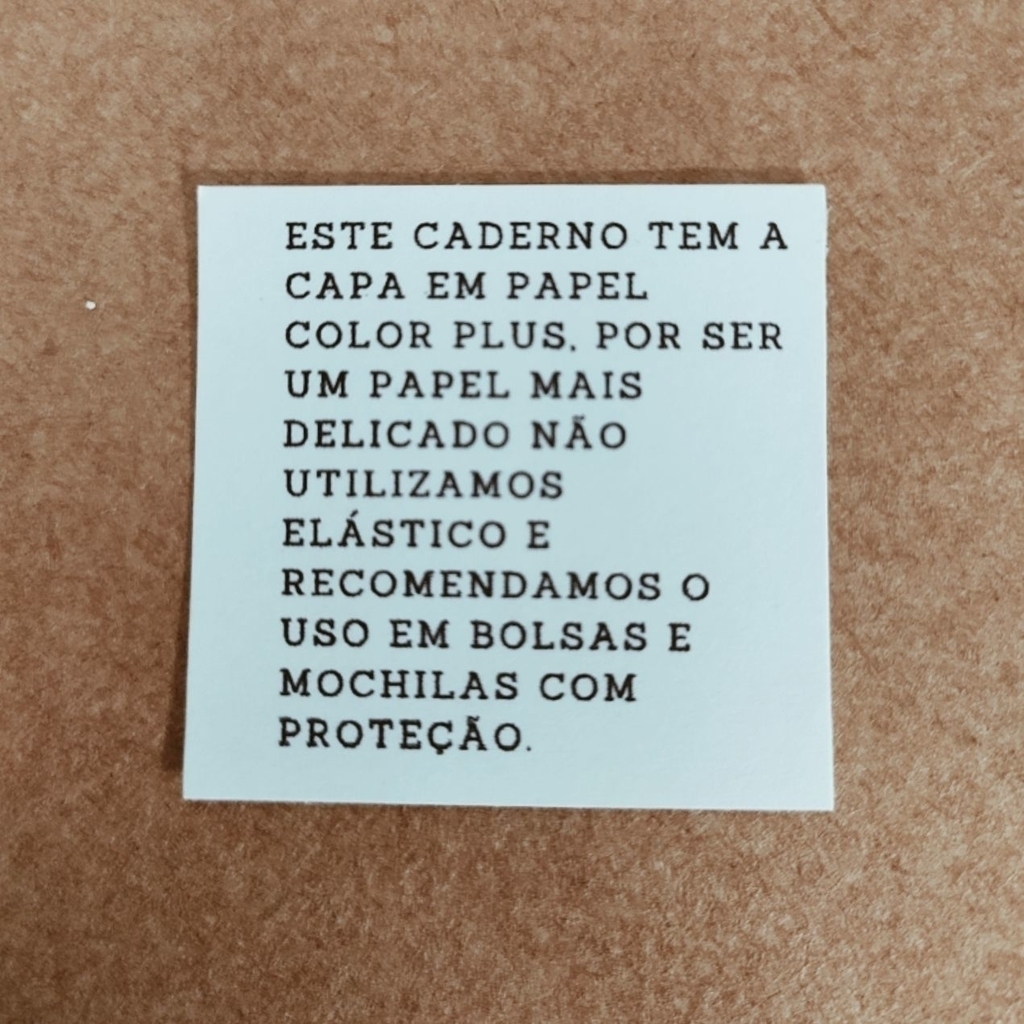 ESTE CADERNO TEM A
CAPA EM PAPEL
COLOR PLUS. POR SER
UM PAPEL MAIS
DELICADO NÃO
UTILIZAMOS
ELÁSTICO E
RECOMENDAMOS O
USO EM BOLSAS E
MOCHILAS COM
PROTEÇÃO.